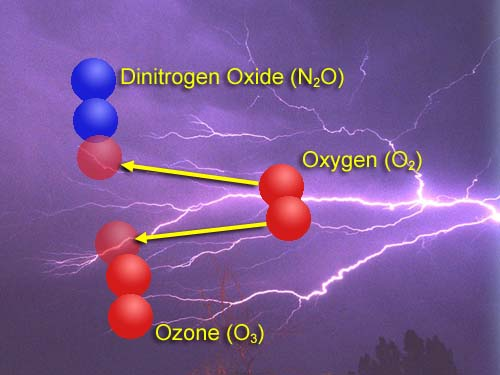 Dinitrogen Oxide (N₂O)
Oxygen (O₂)
Ozone (O₃)